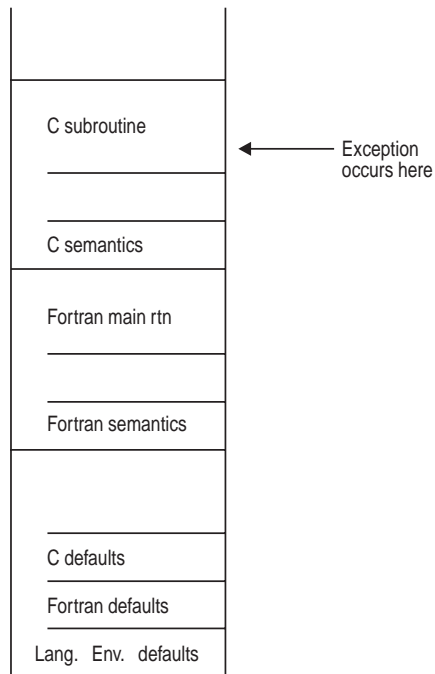 C subroutine
Exception
occurs here
C semantics
Fortran main rtn
Fortran semantics
C defaults
Fortran defaults
Lang. Env. defaults